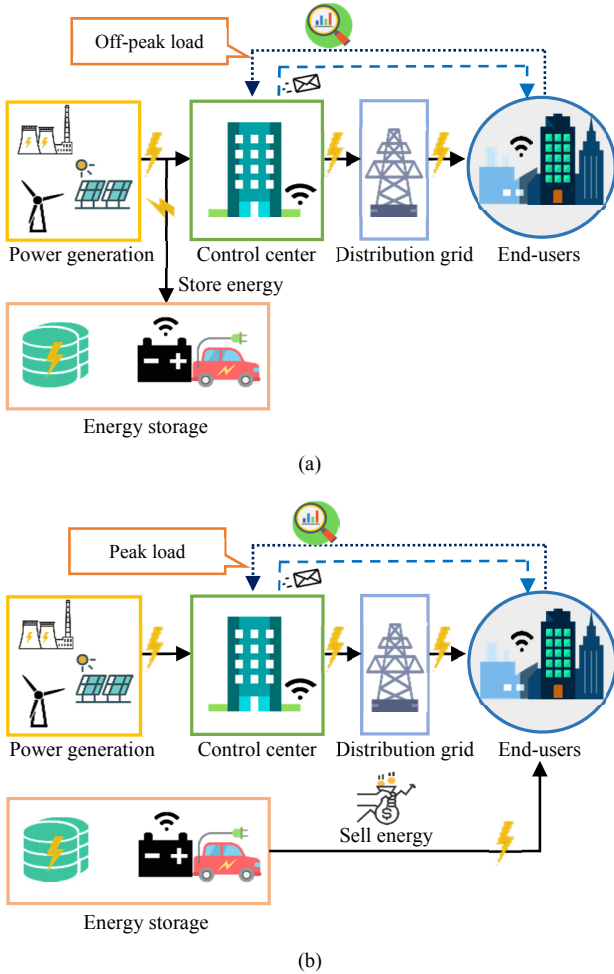 Off-peak load
Power generation
Control center
Distribution grid
End-users
Store energy
Energy storage
(a)
Peak load
Power generation
Control center
Distribution grid
End-users
Sell energy
Energy storage
(b)